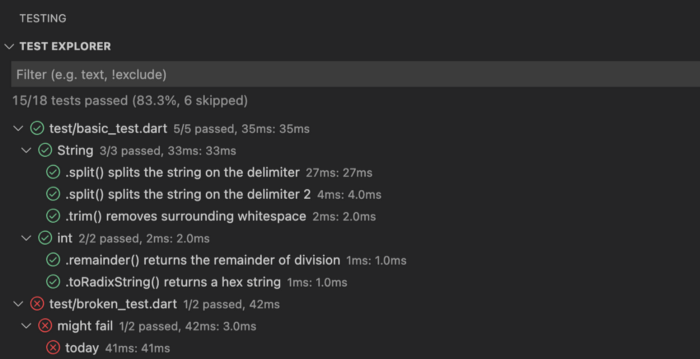 TESTING
TEST EXPLORER
Filter (e.g. text, !exclude)
15/18 tests passed (83.3%, 6 skipped)
test/basic_test.dart 5/5 passed, 35ms: 35ms
String 3/3 passed, 33ms: 33ms
.split() splits the string on the delimiter 27ms: 27ms
.split() splits the string on the delimiter 2 4ms: 4.0ms
.trim() removes surrounding whitespace 2ms: 2.0ms
int 2/2 passed, 2ms: 2.0ms
.remainder() returns the remainder of division 1ms: 1.0ms
.toRadixString() returns a hex string 1ms: 1.0ms
test/broken_test.dart 1/2 passed, 42ms
might fail 1/2 passed, 42ms: 3.0ms
today 41ms: 41ms